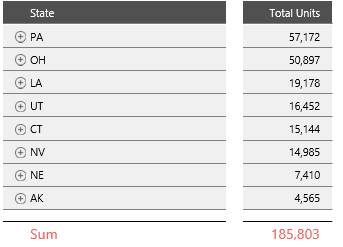 State Total Units
PA 57,172
OH 50,897
LA 19,178
UT 16,452
CT 15,144
NV 14,985
NE 7,410
AK 4,565
Sum 185,803